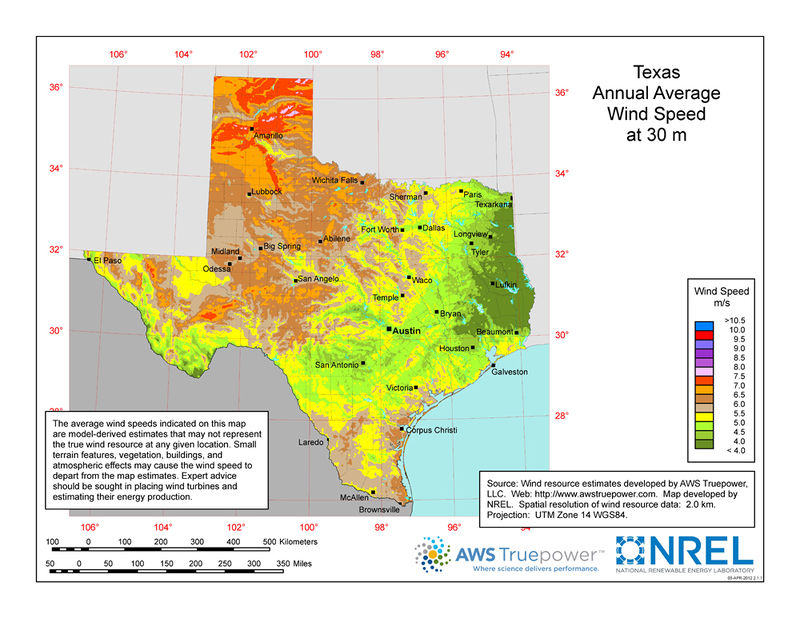 Texas
Annual Average
Wind Speed
at 30 m
106° 104° 102° 100° 98° 96° 94°
36° 36°
34° 34°
32° 32°
30° 30°
28° 28°
106° 104° 102° 100° 98° 96° 94°
Amarillo
Wichita Falls
Lubbock
Sherman
Paris
Texarkana
Fort Worth
Dallas
Longview
Abilene
Big Spring
Tyler
Midland
Odessa
El Paso
San Angelo
Waco
Lufkin
Temple
Bryan
Austin
Beaumont
Houston
San Antonio
Galveston
Victoria
Corpus Christi
Laredo
McAllen
Brownsville
Wind Speed
m/s
>10.5
10.0
9.5
9.0
8.5
8.0
7.5
7.0
6.5
6.0
5.5
5.0
4.5
4.0
< 4.0
The average wind speeds indicated on this map
are model-derived estimates that may not represent
the true wind resource at any given location. Small
terrain features, vegetation, buildings, and
atmospheric effects may cause the wind speed to
depart from the map estimates. Expert advice
should be sought in placing wind turbines and
estimating their energy production.
Source: Wind resource estimates developed by AWS Truepower,
LLC. Web: http://www.awstruepower.com. Map developed by
NREL. Spatial resolution of wind resource data: 2.0 km.
Projection: UTM Zone 14 WGS84.
100 0 100 200 300 400 500 Kilometers
50 0 50 100 150 200 250 300 350 Miles
AWS Truepower™
Where science delivers performance.
NREL
NATIONAL RENEWABLE ENERGY LABORATORY
03-APR-2012 2.1.1